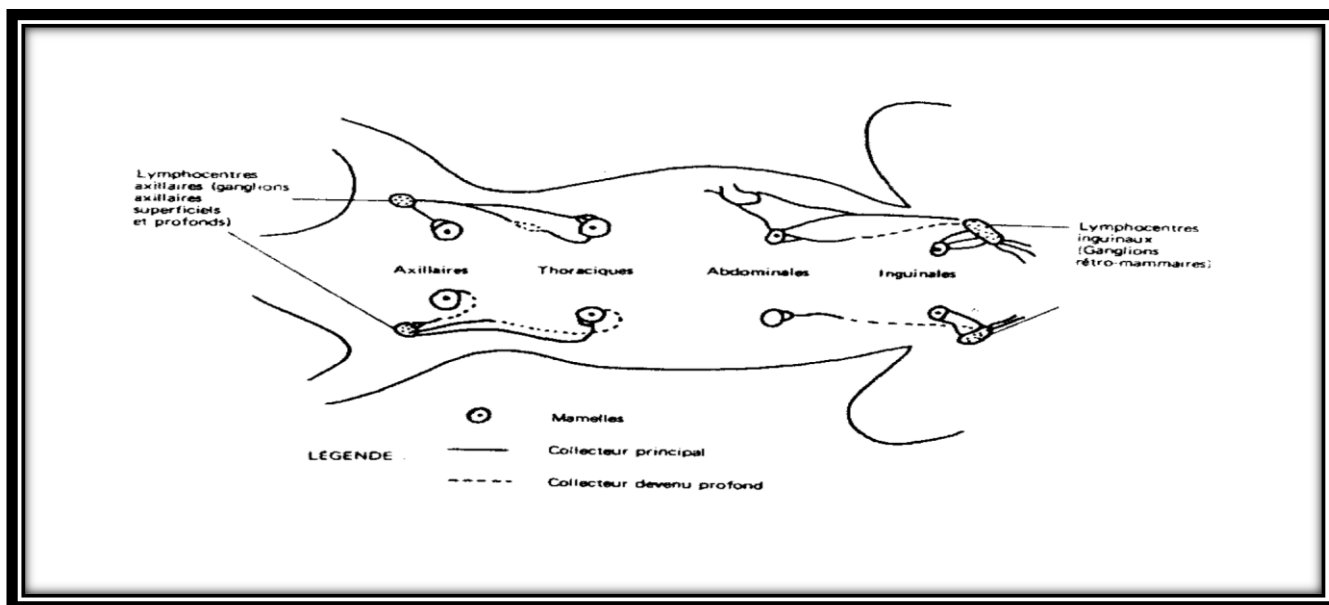 Lymphocentres
axillaires (ganglions
axillaires
superficiels
et profonds)
Axillaires Thoraciques Abdominales Inguinales
Lymphocentres
inguinaux
(Ganglions
rétro-mammaires)
Mamelles
LÉGENDE Collecteur principal
Collecteur devenu profond